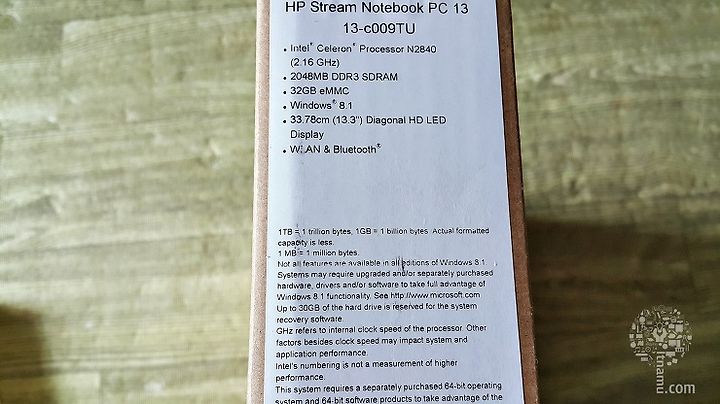 HP Stream Notebook PC 13
13-c009TU
• Intel® Celeron® Processor N2840
(2.16 GHz)
• 2048MB DDR3 SDRAM
• 32GB eMMC
• Windows® 8.1
• 33.78cm (13.3") Diagonal HD LED
Display
• WLAN & Bluetooth®
1TB = 1 trillion bytes, 1GB = 1 billion bytes. Actual formatted
capacity is less.
1 MB = 1 million bytes.
Not all features are available in all editions of Windows 8.1.
Systems may require upgraded and/or separately purchased
hardware, drivers and/or software to take full advantage of
Windows 8.1 functionality. See http://www.microsoft.com
Up to 30GB of the hard drive is reserved for the system
recovery software.
GHz refers to internal clock speed of the processor. Other
factors besides clock speed may impact system and
application performance.
Intel's numbering is not a measurement of higher
performance.
This system requires a separately purchased 64-bit operating
system and 64-bit software products to take advantage of the